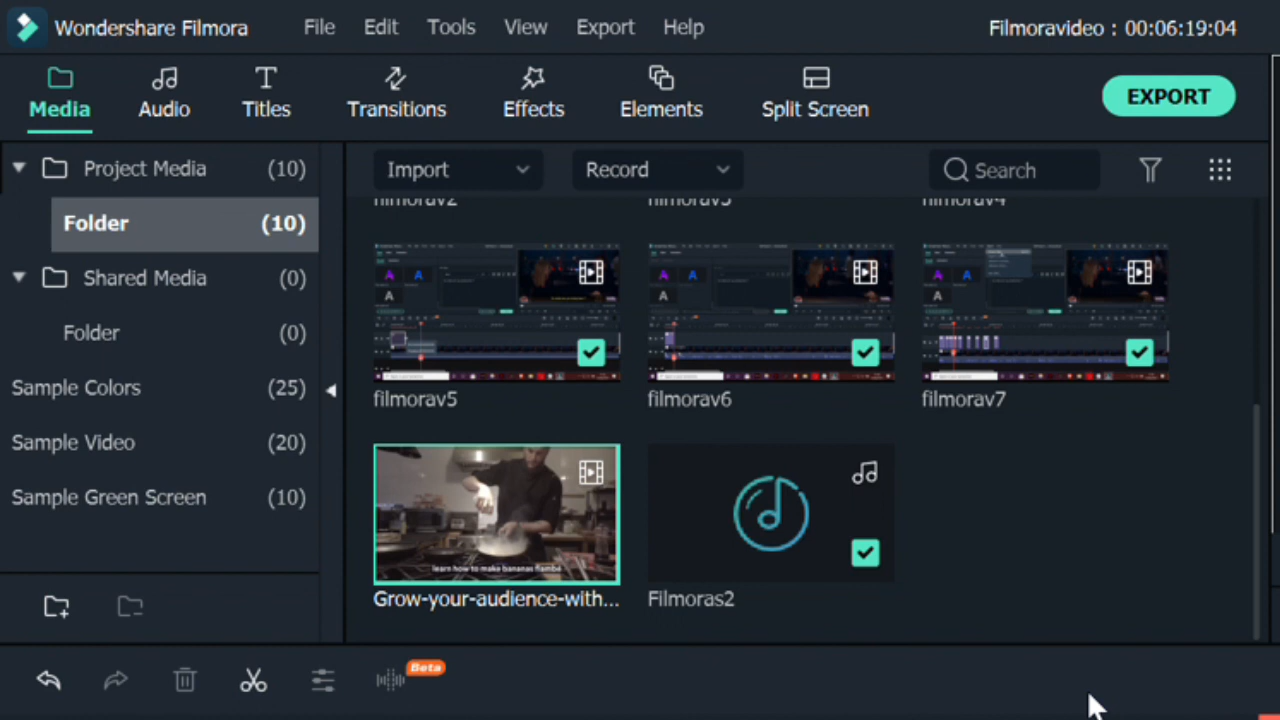 Wondershare Filmora File Edit Tools View Export Help Filmoravideo : 00:06:19:04
Media Audio Titles Transitions Effects Elements Split Screen EXPORT
Project Media (10)
Folder (10)
Shared Media (0)
Folder (0)
Sample Colors (25)
Sample Video (20)
Sample Green Screen (10)
Import Record Search
filmorav2 filmorav3 filmorav4
filmorav5 filmorav6 filmorav7
learn how to make bananas flambé
Grow-your-audience-with... Filmoras2
Beta